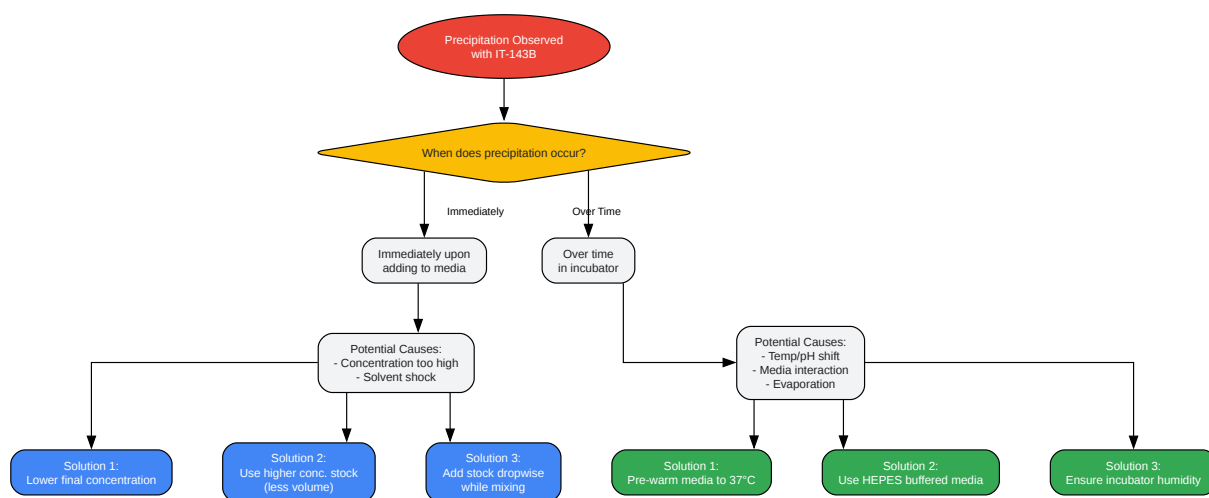 Precipitation Observed
with IT-143B
When does precipitation occur?
Immediately
Over Time
Immediately upon
adding to media
Over time
in incubator
Potential Causes:
- Concentration too high
- Solvent shock
Potential Causes:
- Temp/pH shift
- Media interaction
- Evaporation
Solution 1:
Lower final concentration
Solution 2:
Use higher conc. stock
(less volume)
Solution 3:
Add stock dropwise
while mixing
Solution 1:
Pre-warm media to 37°C
Solution 2:
Use HEPES buffered media
Solution 3:
Ensure incubator humidity